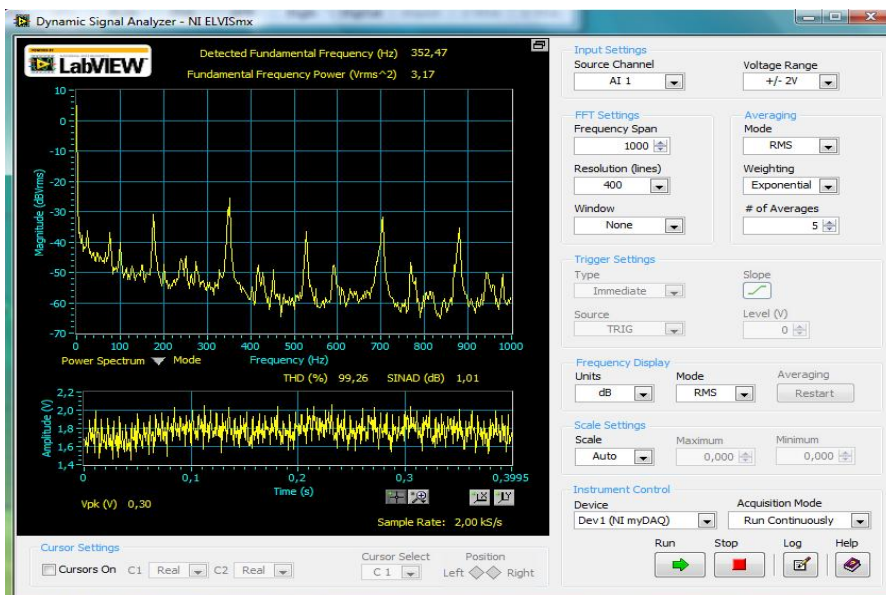 Dynamic Signal Analyzer - NI ELVISmx
LabVIEW
Detected Fundamental Frequency (Hz) 352,47
Fundamental Frequency Power (Vrms^2) 3,17
Magnitude (dBVrms)
10
0
-10
-20
-30
-40
-50
-60
-70
0 100 200 300 400 500 600 700 800 900 1000
Power Spectrum Mode Frequency (Hz)
THD (%) 99,26 SINAD (dB) 1,01
Amplitude (V)
2,2
2,0
1,8
1,6
1,4
0 0,1 0,2 0,3 0,3995
Time (s)
Vpk (V) 0,30
Sample Rate: 2,00 kS/s
Cursor Settings
Cursors On C1 Real C2 Real
Cursor Select
C 1
Position
Left Right
Input Settings
Source Channel Voltage Range
AI 1 +/- 2V
FFT Settings
Frequency Span
1000
Resolution (lines)
400
Window
None
Averaging
Mode
RMS
Weighting
Exponential
# of Averages
5
Trigger Settings
Type Slope
Immediate
Source Level (V)
TRIG 0
Frequency Display
Units Mode Averaging
dB RMS Restart
Scale Settings
Scale Maximum Minimum
Auto 0,000 0,000
Instrument Control
Device Acquisition Mode
Dev1 (NI myDAQ) Run Continuously
Run Stop Log Help